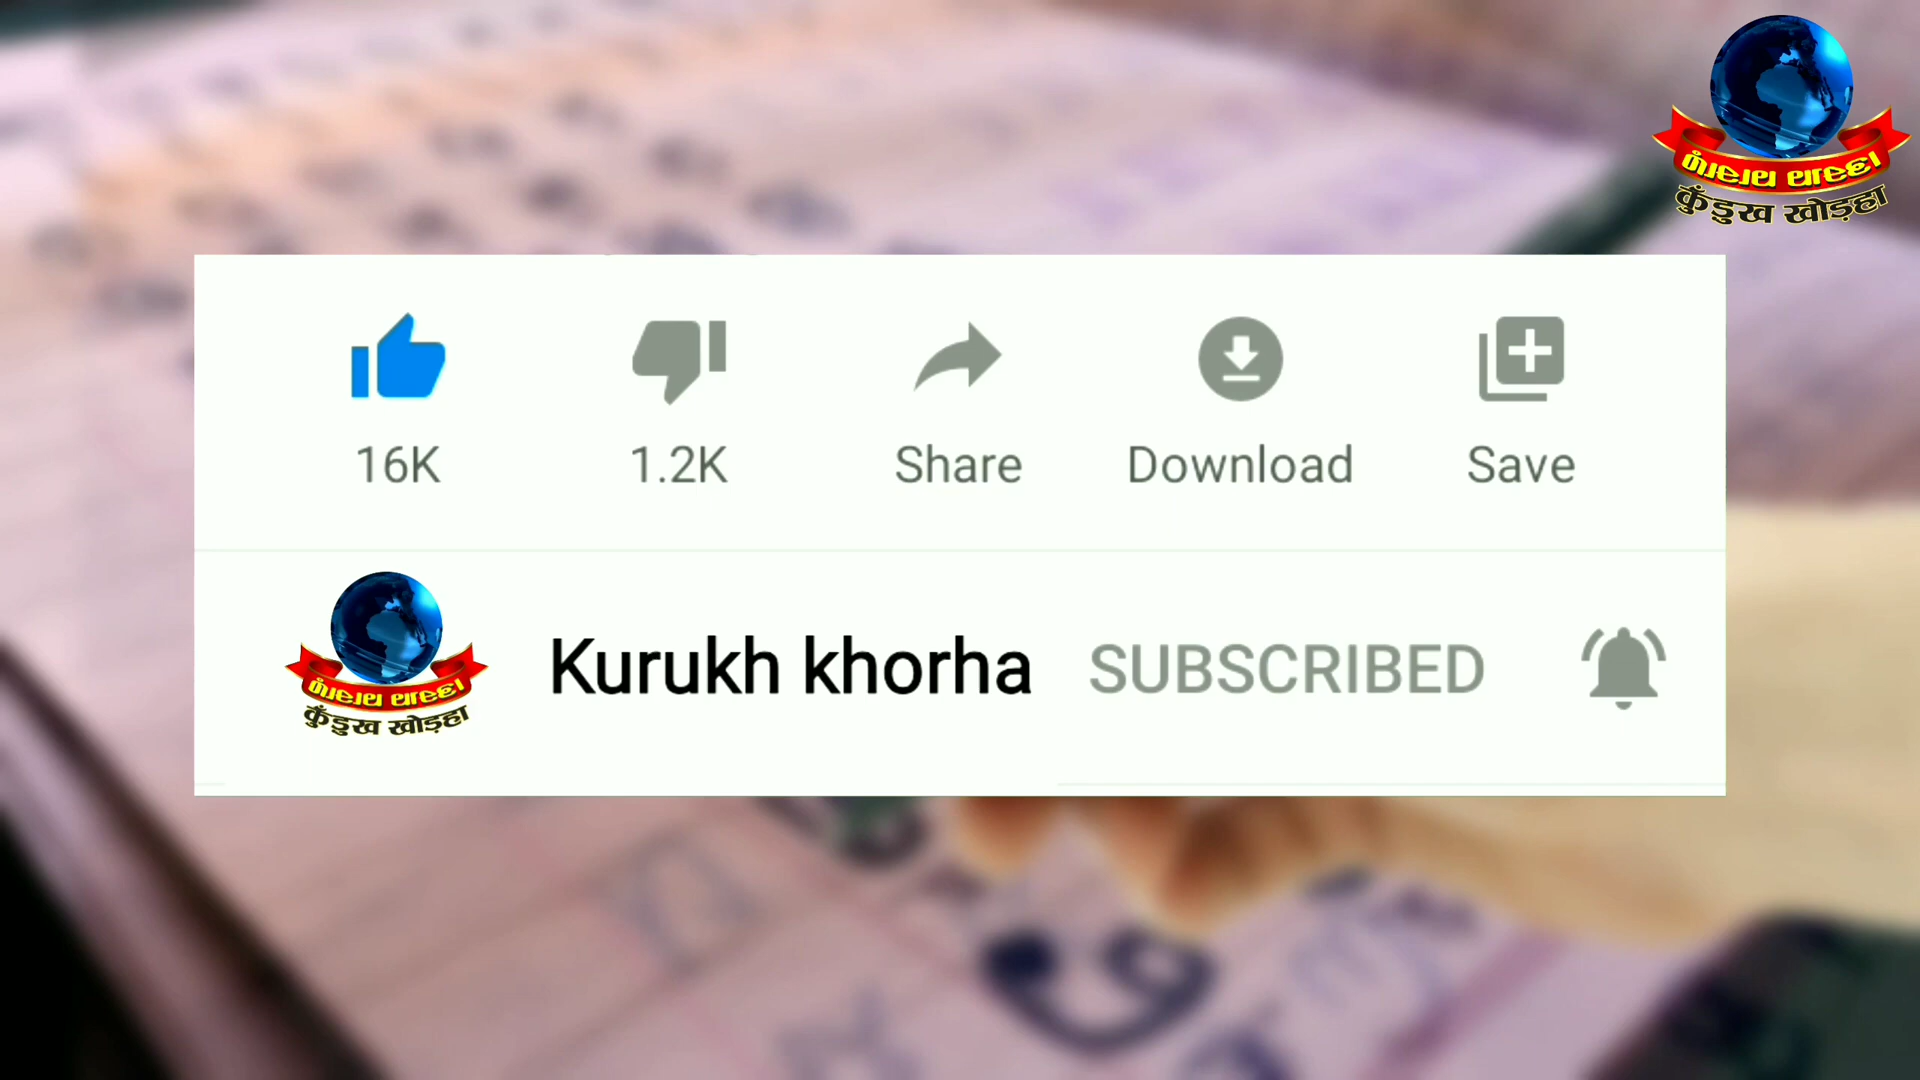 कुँड़ुख खोड़हा
16K
1.2K
Share
Download
Save
Kurukh khorha
SUBSCRIBED
कुँड़ुख खोड़हा